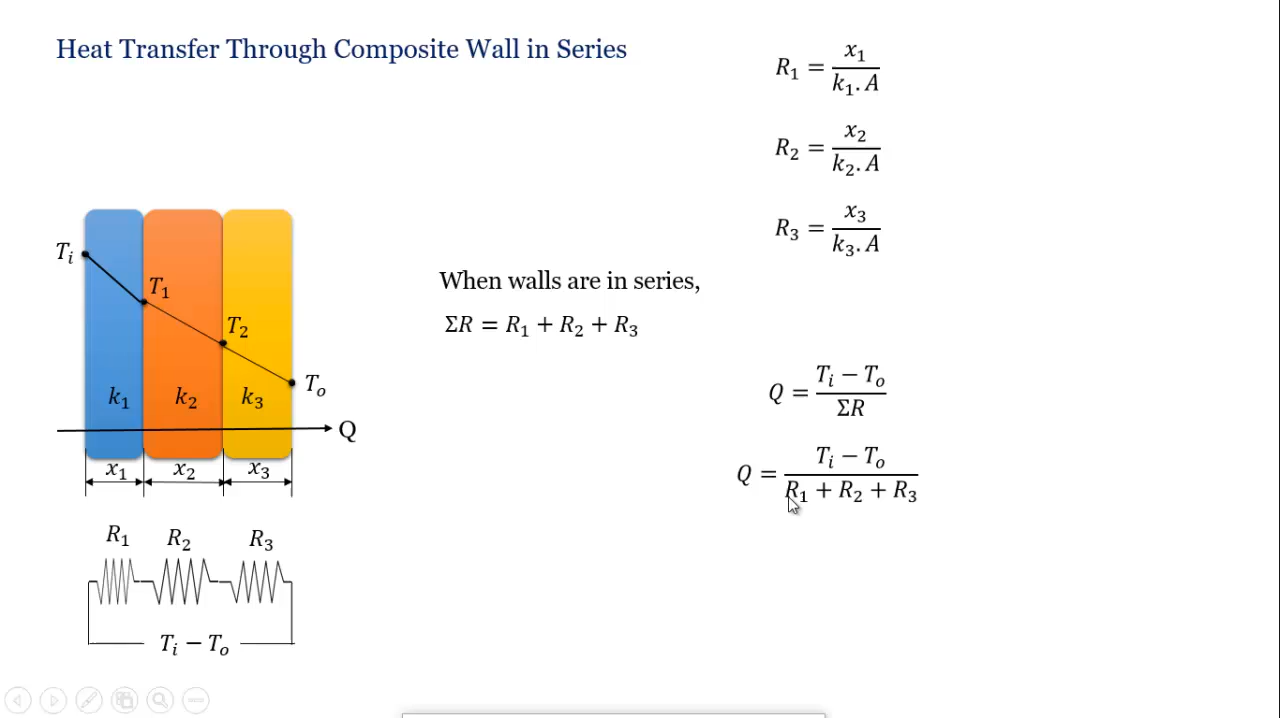 Heat Transfer Through Composite Wall in Series
R₁ = x₁ / k₁. A
R₂ = x₂ / k₂. A
R₃ = x₃ / k₃. A
Tᵢ
T₁
T₂
Tₒ
k₁ k₂ k₃
Q
x₁ x₂ x₃
R₁ R₂ R₃
Tᵢ − Tₒ
When walls are in series,
ΣR = R₁ + R₂ + R₃
Q = Tᵢ − Tₒ / ΣR
Q = Tᵢ − Tₒ / R₁ + R₂ + R₃